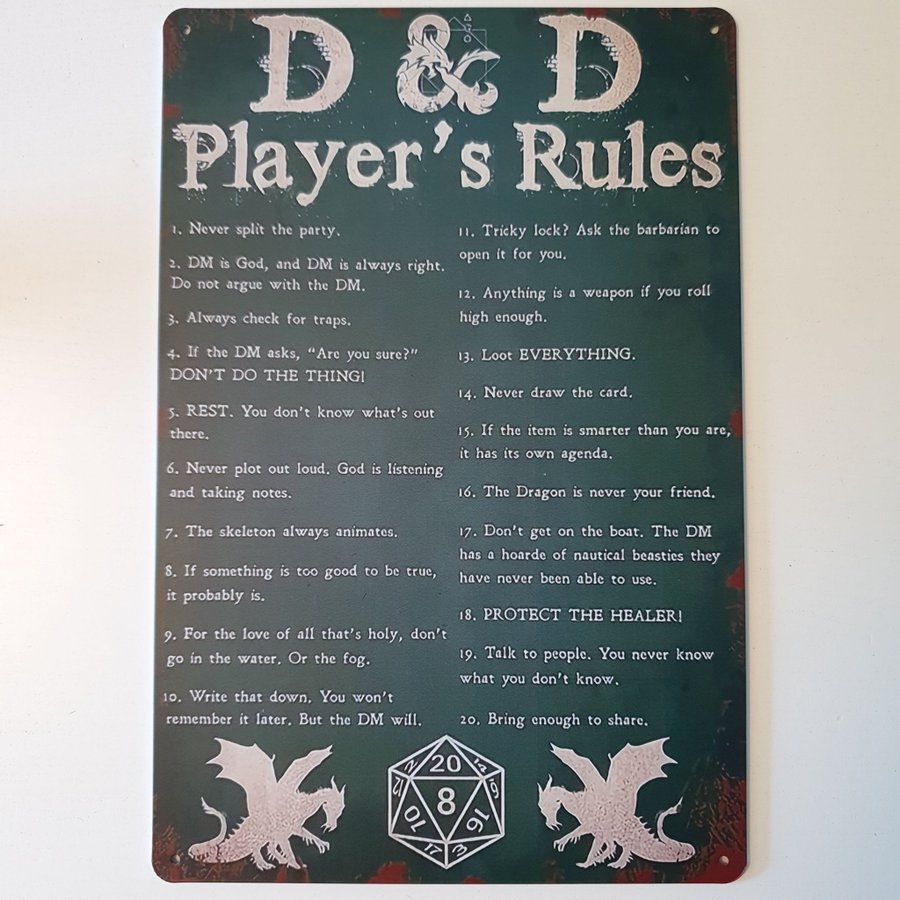 D & D
Player's Rules
1. Never split the party.
2. DM is God, and DM is always right.
Do not argue with the DM.
3. Always check for traps.
4. If the DM asks, “Are you sure?”
DON'T DO THE THING!
5. REST. You don't know what's out
there.
6. Never plot out loud. God is listening
and taking notes.
7. The skeleton always animates.
8. If something is too good to be true,
it probably is.
9. For the love of all that's holy, don't
go in the water. Or the fog.
10. Write that down. You won't
remember it later. But the DM will.
11. Tricky lock? Ask the barbarian to
open it for you.
12. Anything is a weapon if you roll
high enough.
13. Loot EVERYTHING.
14. Never draw the card.
15. If the item is smarter than you are,
it has its own agenda.
16. The Dragon is never your friend.
17. Don't get on the boat. The DM
has a hoarde of nautical beasties they
have never been able to use.
18. PROTECT THE HEALER!
19. Talk to people. You never know
what you don't know.
20. Bring enough to share.
2 20 14
12 8 6
10 16
17 3